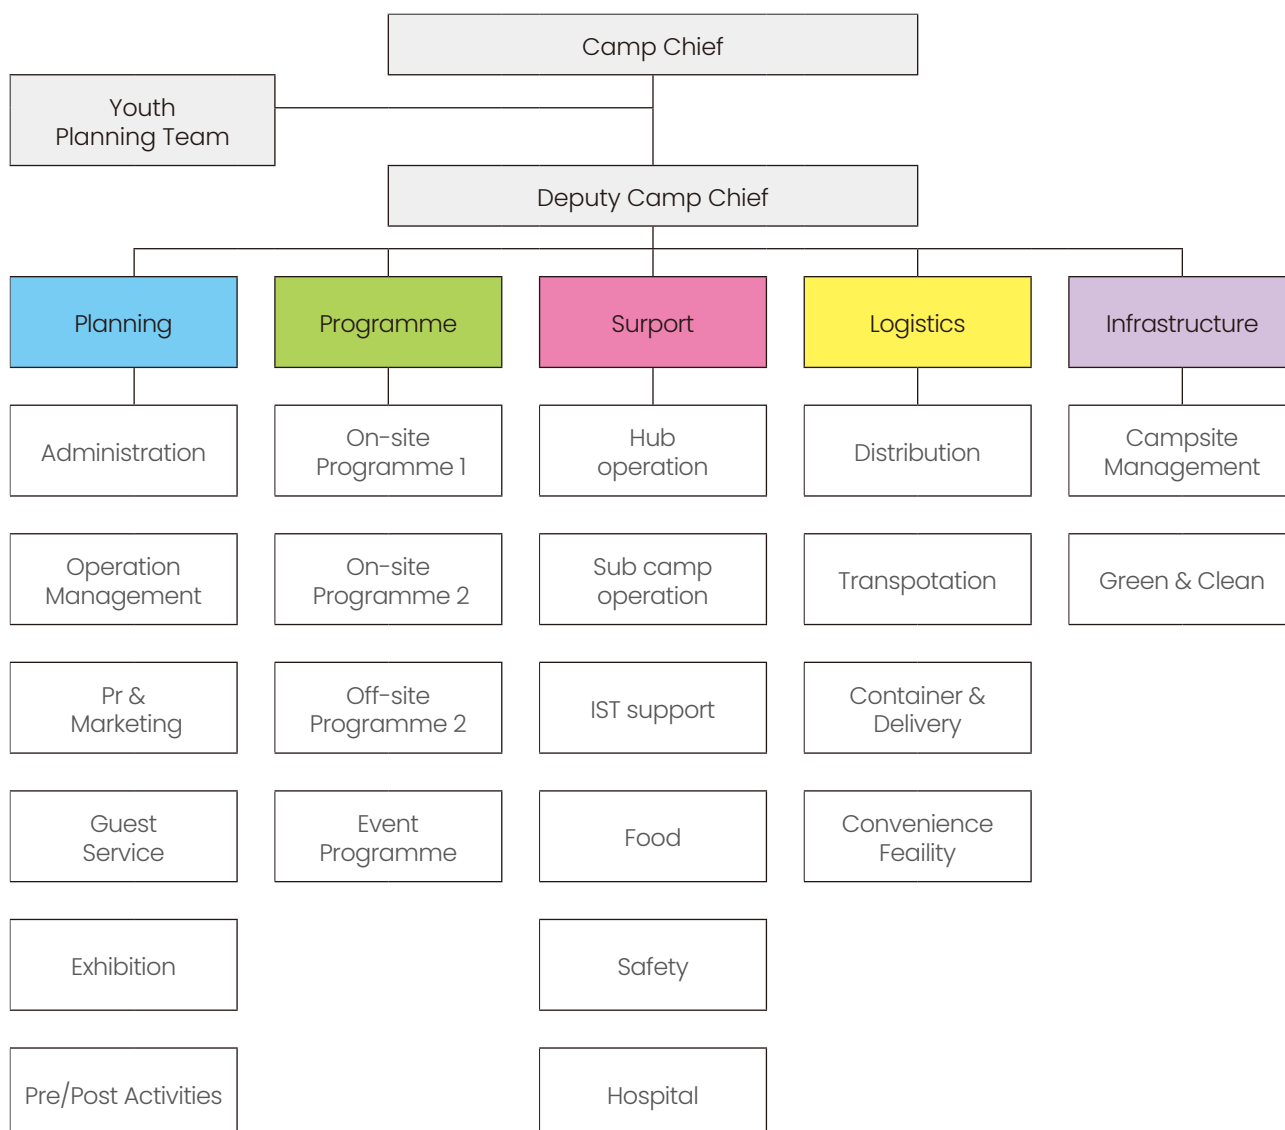 Camp Chief
Youth
Planning Team
Deputy Camp Chief
Planning
Programme
Surport
Logistics
Infrastructure
Administration
On-site
Programme 1
Hub
operation
Distribution
Campsite
Management
Operation
Management
On-site
Programme 2
Sub camp
operation
Transpotation
Green & Clean
Pr &
Marketing
Off-site
Programme 2
IST support
Container &
Delivery
Guest
Service
Event
Programme
Food
Convenience
Feaility
Exhibition
Safety
Pre/Post Activities
Hospital